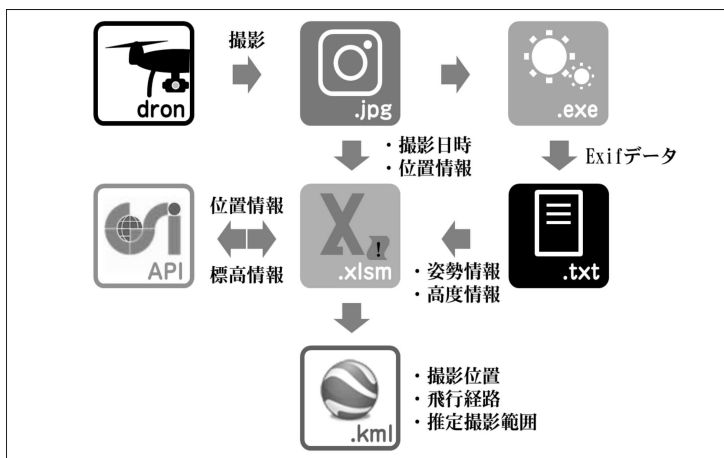 撮影
dron
.jpg
.exe
・撮影日時
・位置情報
Exifデータ
位置情報
標高情報
GSi
API
X
!
.xlsm
・姿勢情報
・高度情報
.txt
.kml
・撮影位置
・飛行経路
・推定撮影範囲